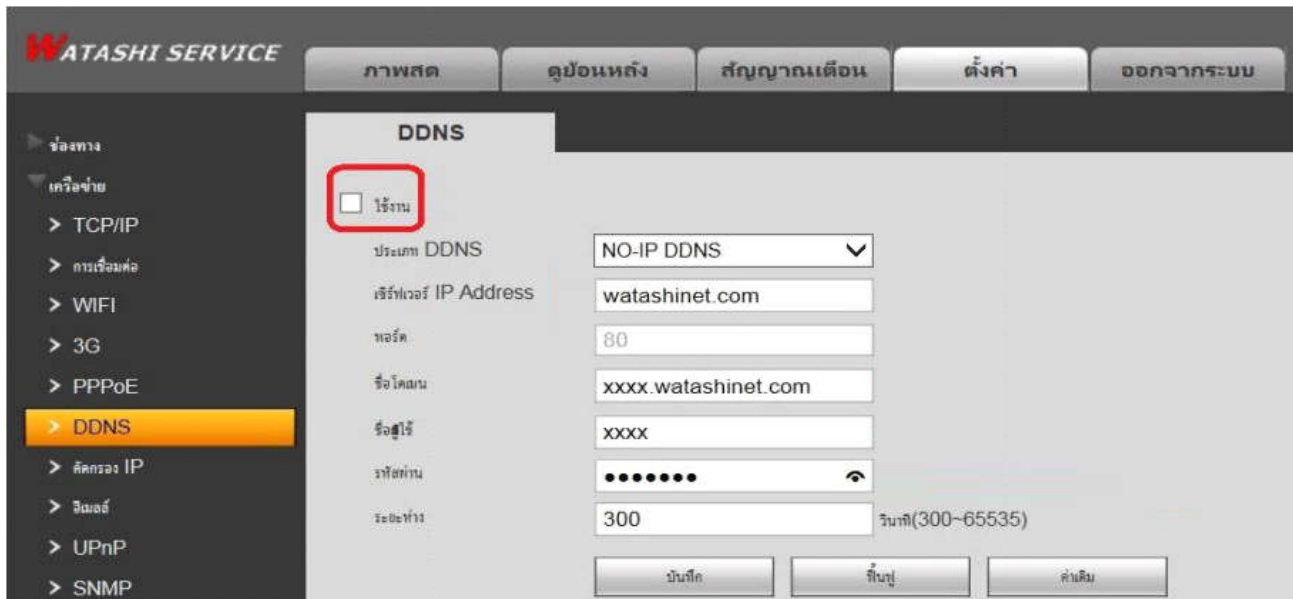 WATASHI SERVICE
ภาพสด ดูย้อนหลัง สัญญาณเตือน ตั้งค่า ออกจากระบบ
ช่องทาง
เครือข่าย
TCP/IP
การเชื่อมต่อ
WIFI
3G
PPPoE
DDNS
คัดกรอง IP
อีเมลล์
UPnP
SNMP
DDNS
ใช้งาน
ประเภท DDNS NO-IP DDNS
เซิร์ฟเวอร์ IP Address watashinet.com
พอร์ต 80
ชื่อโดเมน xxxx.watashinet.com
ชื่อผู้ใช้ xxxx
รหัสผ่าน •••••••
ระยะห่าง 300 วินาที(300~65535)
บันทึก ฟื้นฟู ค่าเดิม